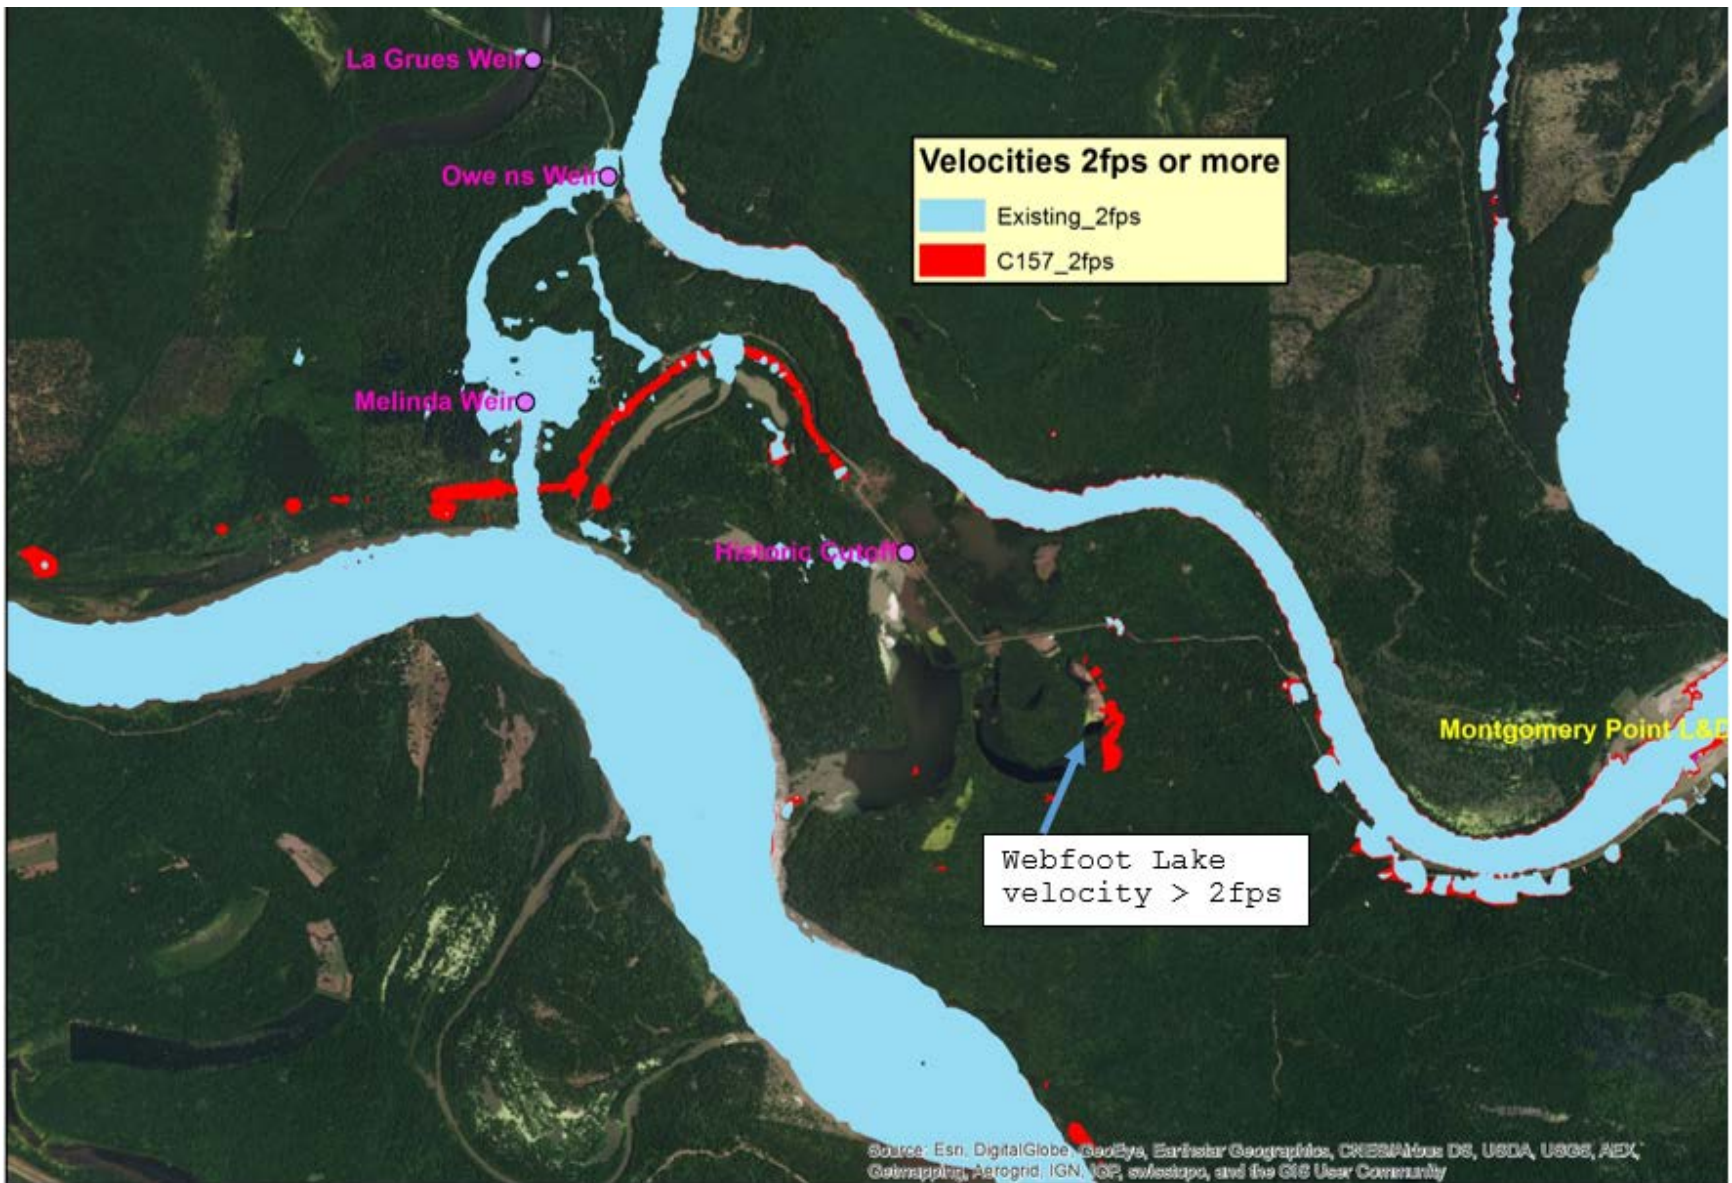 La Grues Weir
Owe ns Weir
Velocities 2fps or more
Existing_2fps
C157_2fps
Melinda Weir
Historic Cutoff
Montgomery Point L&D
Webfoot Lake
velocity > 2fps
Source: Esri, DigitalGlobe, GeoEye, Earthstar Geographics, CNES/Airbus DS, USDA, USGS, AEX,
Getmapping, Aerogrid, IGN, IGP, swisstopo, and the GIS User Community